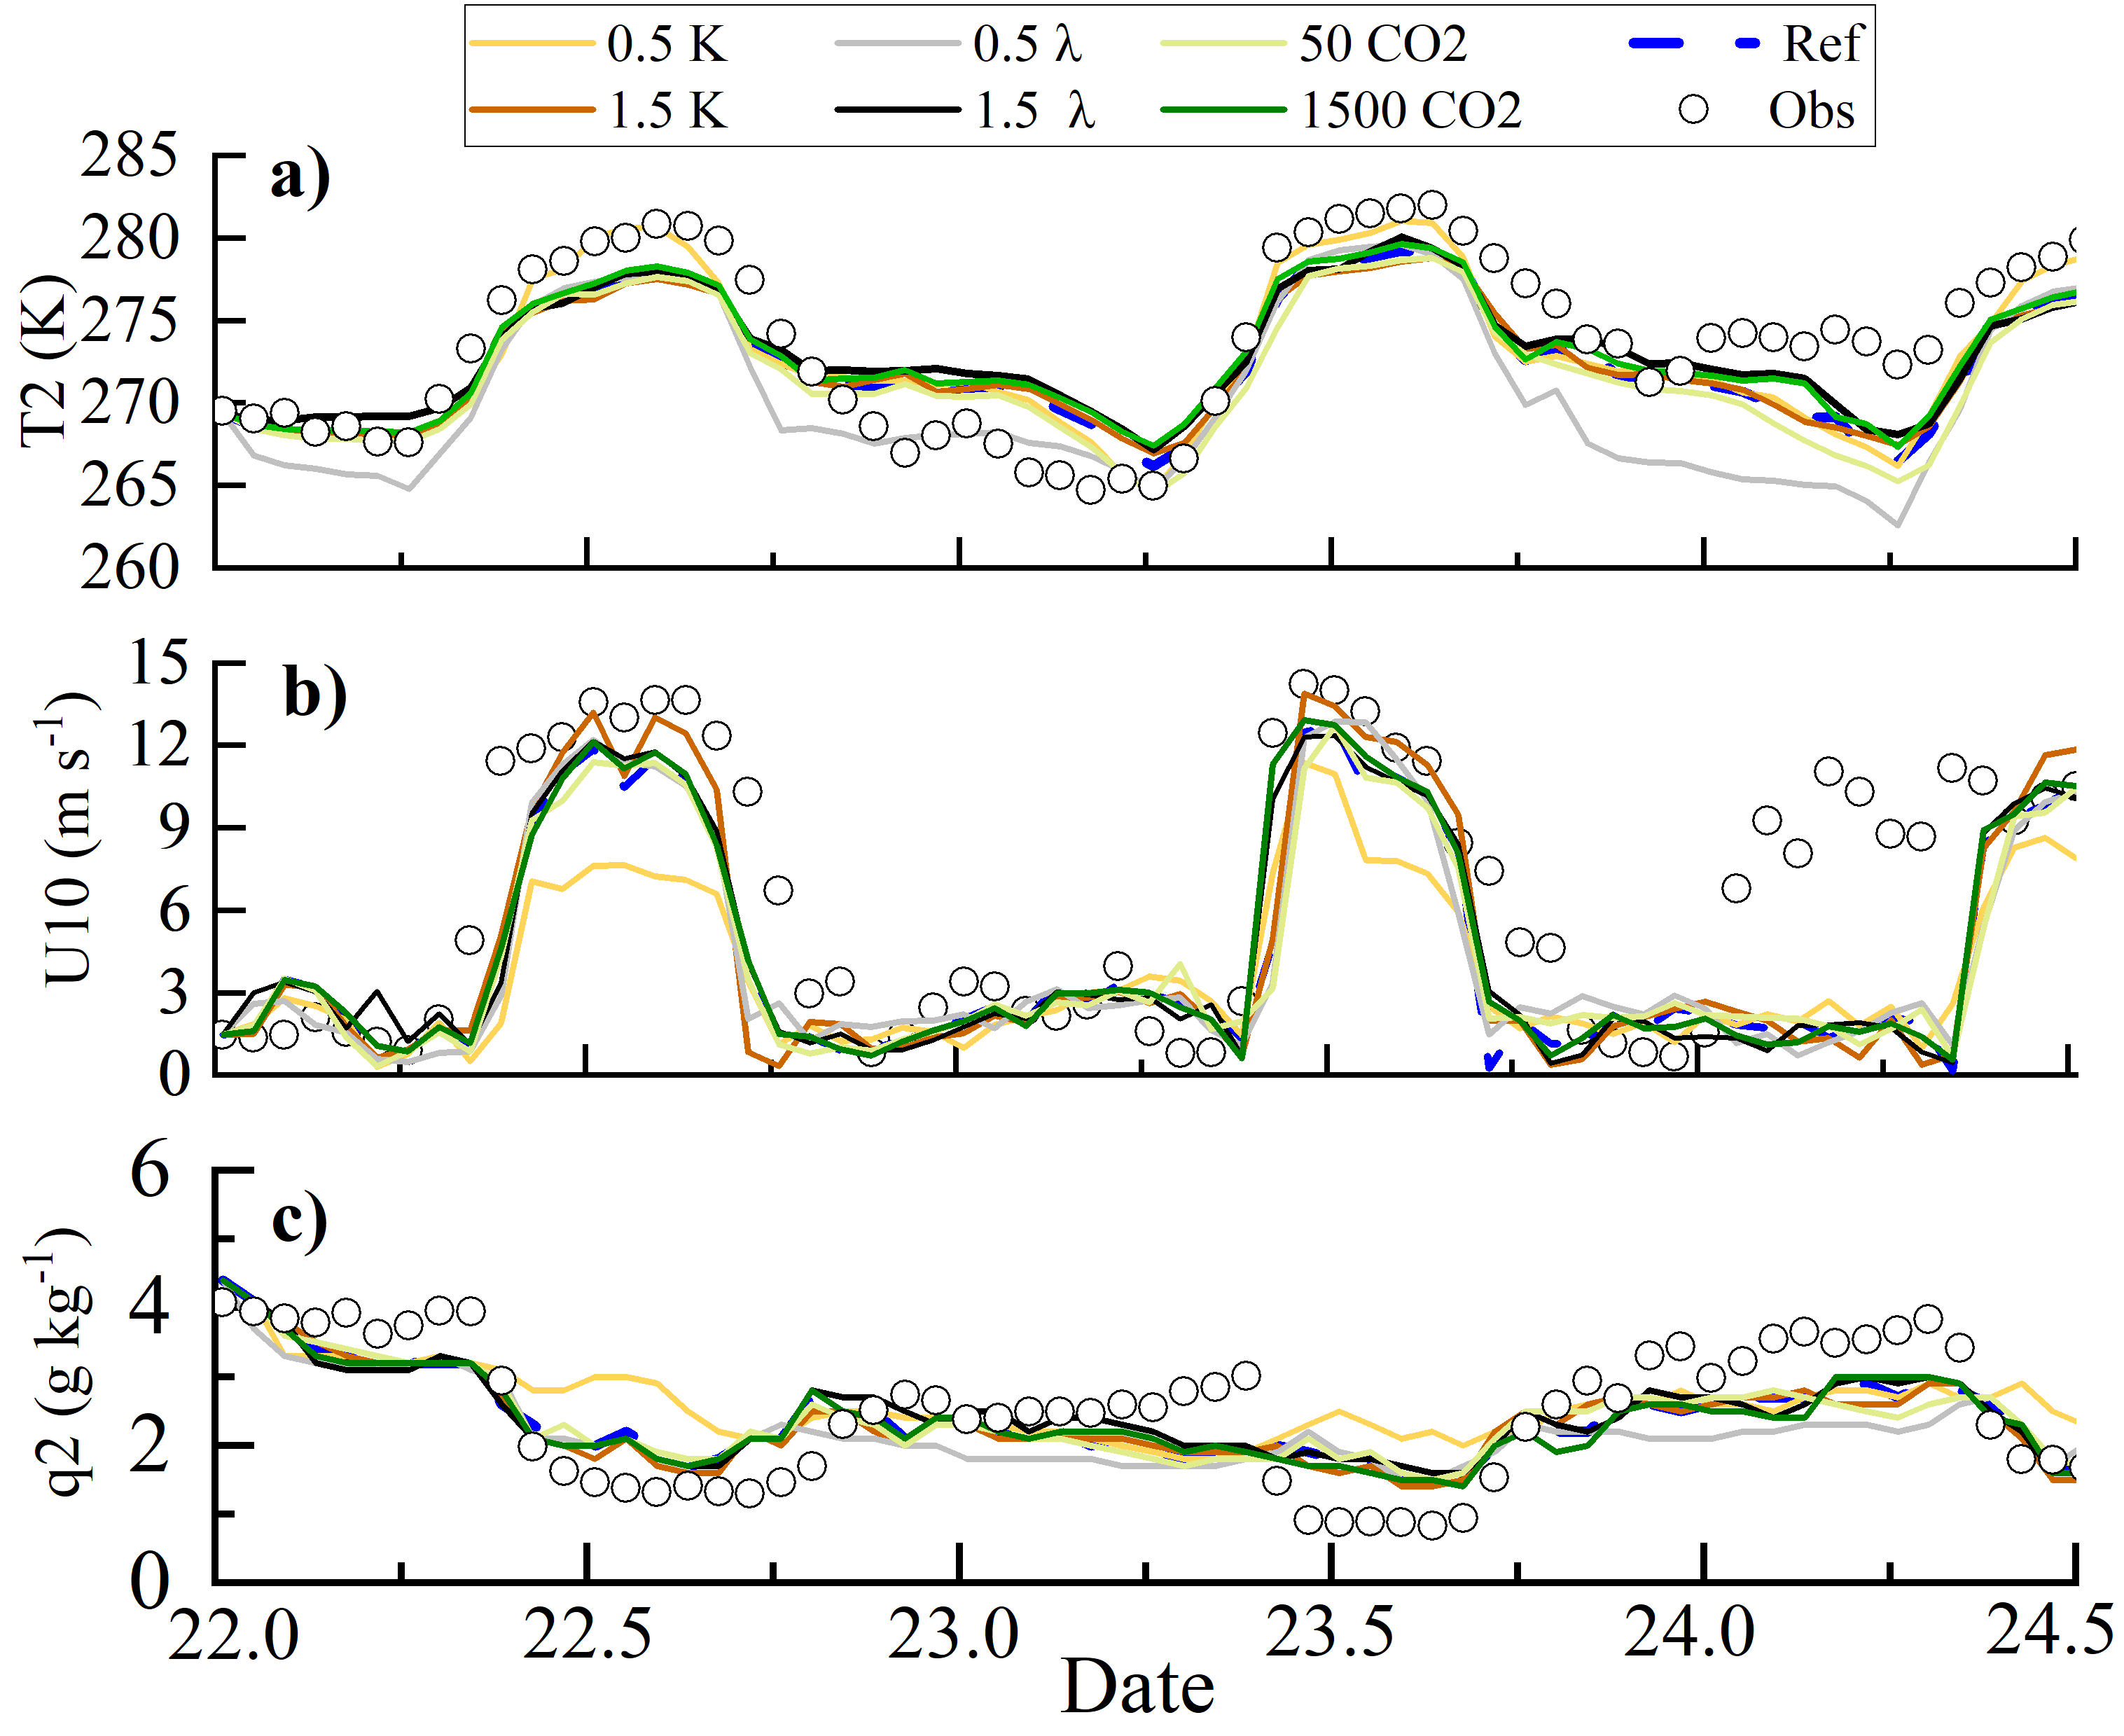 0.5 K 0.5 λ 50 CO2 Ref
1.5 K 1.5 λ 1500 CO2 Obs
a)
T2 (K)
285
280
275
270
265
260
b)
U10 (m s-1)
15
12
9
6
3
0
c)
q2 (g kg-1)
6
4
2
0
22.0 22.5 23.0 23.5 24.0 24.5
Date